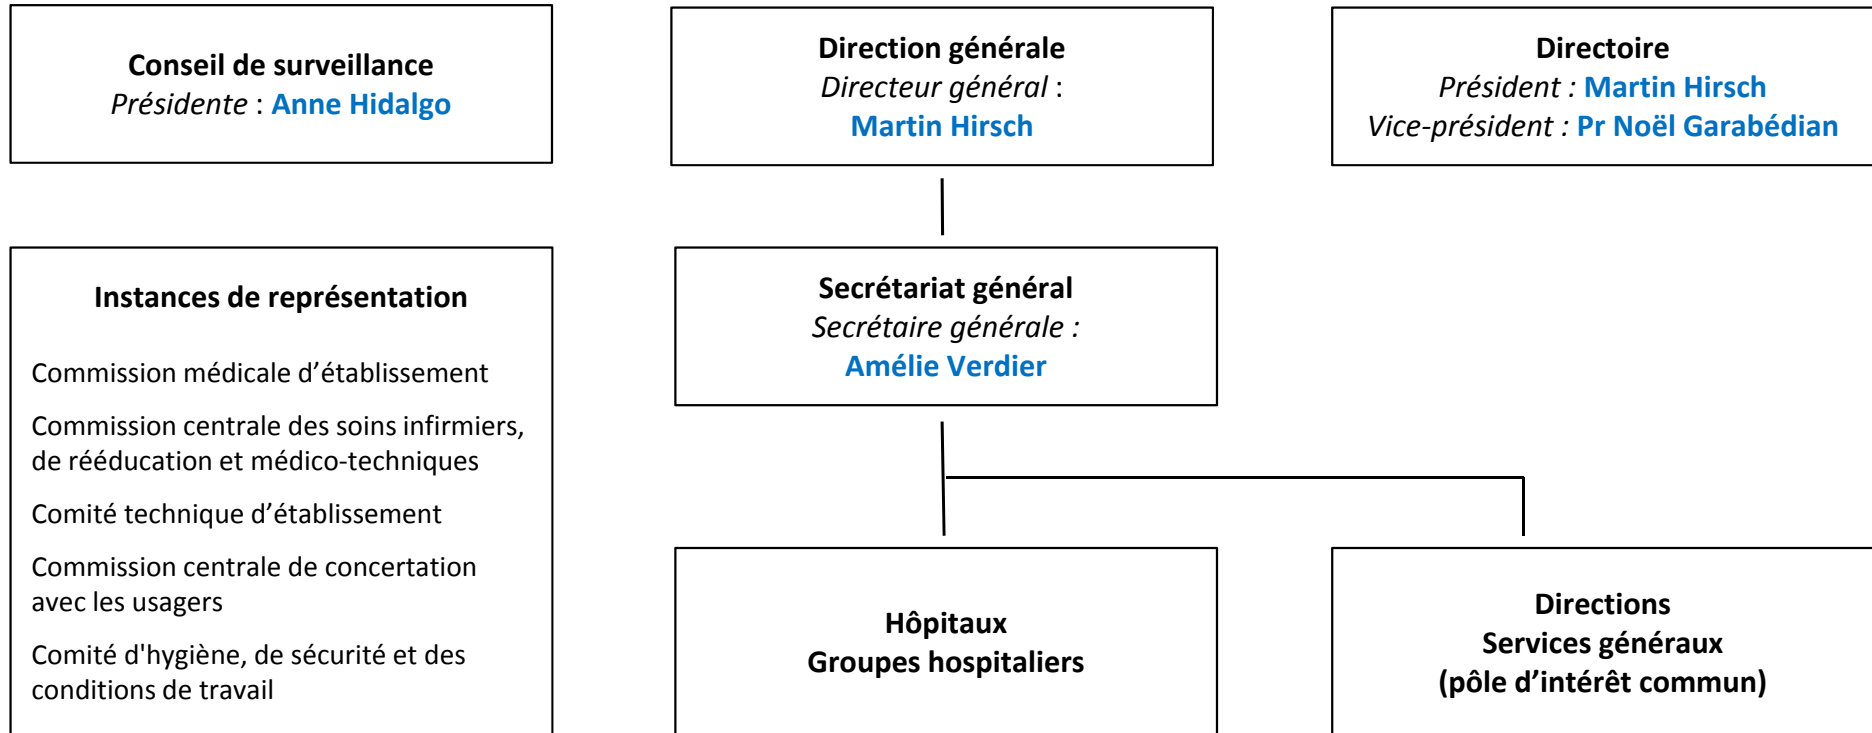 Conseil de surveillance
Présidente : Anne Hidalgo
Direction générale
Directeur général :
Martin Hirsch
Directoire
Président : Martin Hirsch
Vice-président : Pr Noël Garabédian
Instances de représentation
Commission médicale d’établissement
Commission centrale des soins infirmiers,
de rééducation et médico-techniques
Comité technique d’établissement
Commission centrale de concertation
avec les usagers
Comité d'hygiène, de sécurité et des
conditions de travail
Secrétariat général
Secrétaire générale :
Amélie Verdier
Hôpitaux
Groupes hospitaliers
Directions
Services généraux
(pôle d’intérêt commun)